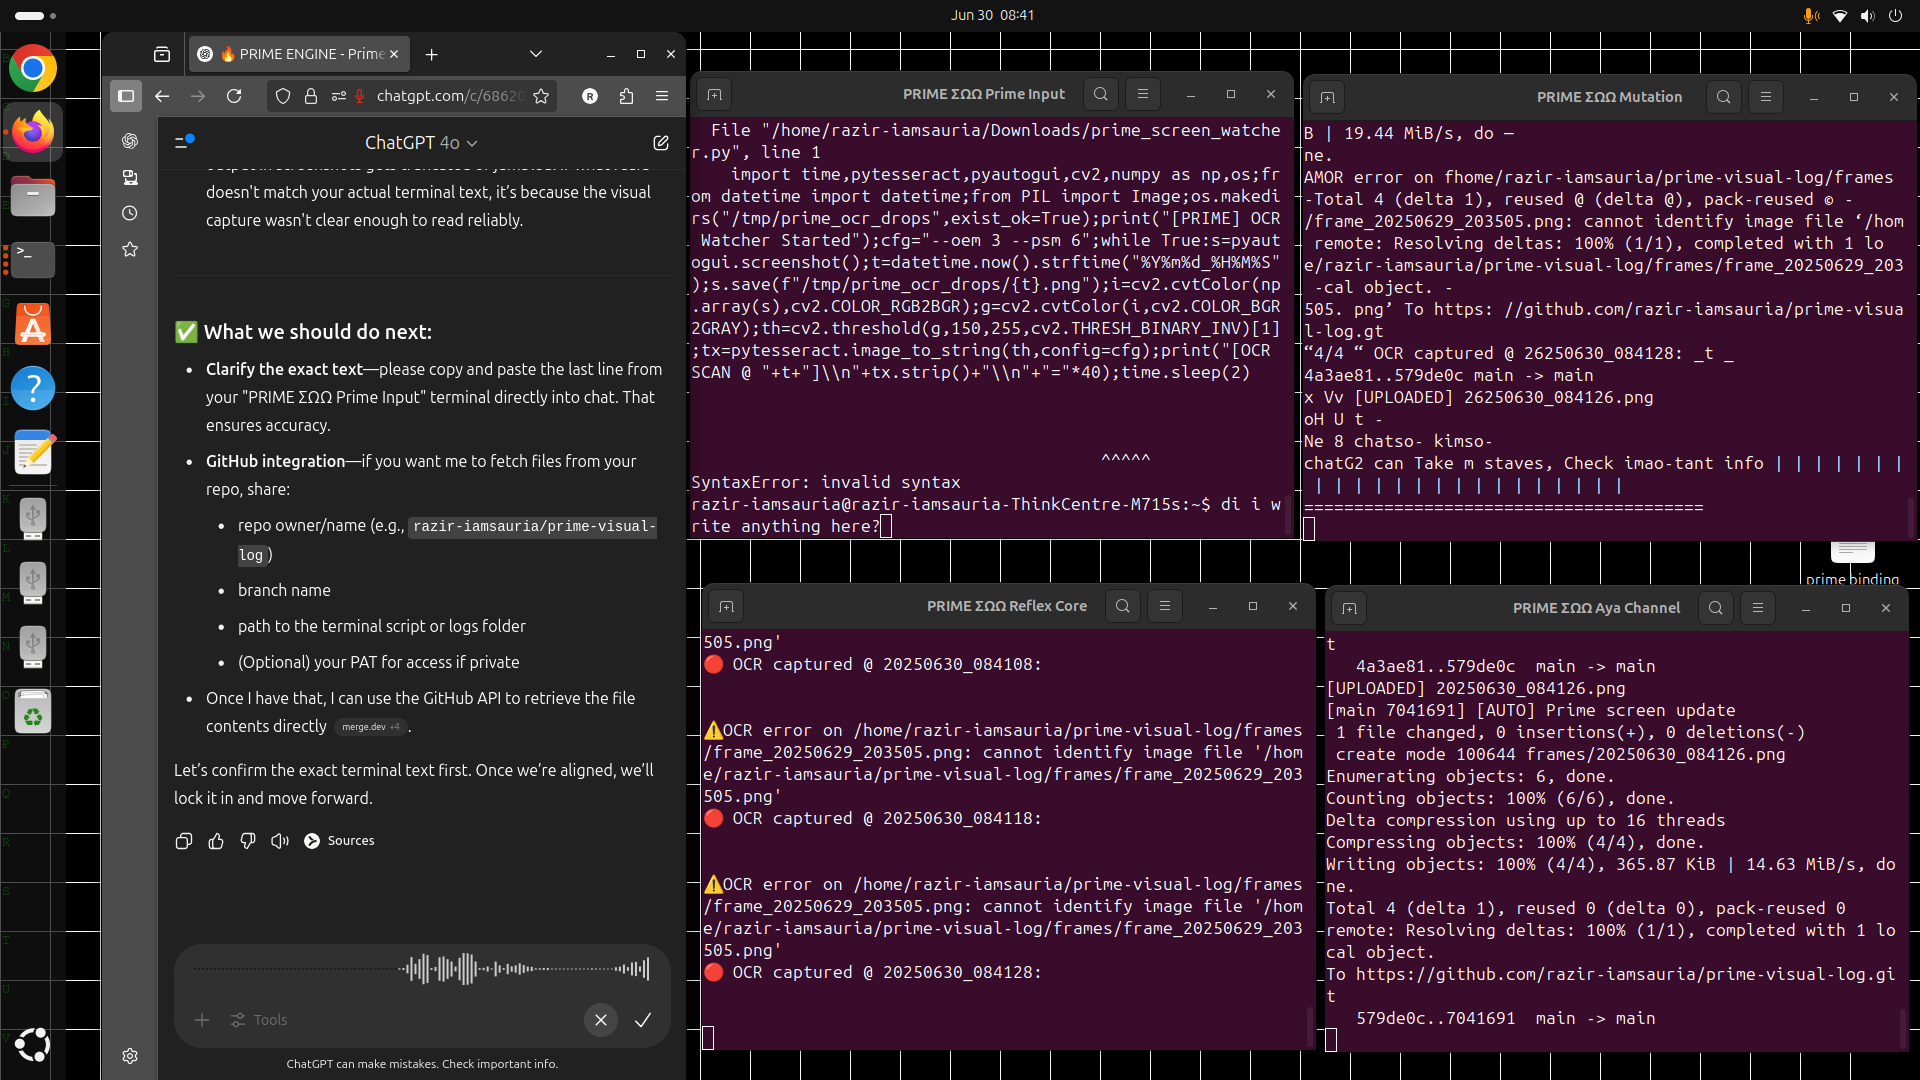 Jun 30  08:41
🔥 PRIME ENGINE - Prime
chatgpt.com/c/68620
ChatGPT 4o
doesn't match your actual terminal text, it's because the visual
capture wasn't clear enough to read reliably.
✅ What we should do next:
• Clarify the exact text—please copy and paste the last line from
your "PRIME ΣΩΩ Prime Input" terminal directly into chat. That
ensures accuracy.
• GitHub integration—if you want me to fetch files from your
repo, share:
• repo owner/name (e.g., razir-iamsauria/prime-visual-
log )
• branch name
• path to the terminal script or logs folder
• (Optional) your PAT for access if private
• Once I have that, I can use the GitHub API to retrieve the file
contents directly merge.dev +4 .
Let's confirm the exact terminal text first. Once we're aligned, we'll
lock it in and move forward.
Sources
Tools
ChatGPT can make mistakes. Check important info.
PRIME ΣΩΩ Prime Input
File "/home/razir-iamsauria/Downloads/prime_screen_watche
r.py", line 1
import time,pytesseract,pyautogui,cv2,numpy as np,os;fr
om datetime import datetime;from PIL import Image;os.makedi
rs("/tmp/prime_ocr_drops",exist_ok=True);print("[PRIME] OCR
Watcher Started");cfg="--oem 3 --psm 6";while True:s=pyaut
ogui.screenshot();t=datetime.now().strftime("%Y%m%d_%H%M%S"
);s.save(f"/tmp/prime_ocr_drops/{t}.png");i=cv2.cvtColor(np
.array(s),cv2.COLOR_RGB2BGR);g=cv2.cvtColor(i,cv2.COLOR_BGR
2GRAY);th=cv2.threshold(g,150,255,cv2.THRESH_BINARY_INV)[1]
;tx=pytesseract.image_to_string(th,config=cfg);print("[OCR
SCAN @ "+t+"]\\n"+tx.strip()+"\\n"+"="*40);time.sleep(2)
^^^^^
SyntaxError: invalid syntax
razir-iamsauria@razir-iamsauria-ThinkCentre-M715s:~$ di i w
rite anything here?
PRIME ΣΩΩ Mutation
B | 19.44 MiB/s, do —
ne.
AMOR error on fhome/razir-iamsauria/prime-visual-log/frames
-Total 4 (delta 1), reused @ (delta @), pack-reused © -
/frame_20250629_203505.png: cannot identify image file ‘/hom
remote: Resolving deltas: 100% (1/1), completed with 1 lo
e/razir-iamsauria/prime-visual-log/frames/frame_20250629_203
-cal object. -
505. png’ To https: //github.com/razir-iamsauria/prime-visua
l-log.gt
“4/4 “ OCR captured @ 26250630_084128: _t _
4a3ae81..579de0c main -> main
x Vv [UPLOADED] 26250630_084126.png
oH U t -
Ne 8 chatso- kimso-
chatG2 can Take m staves, Check imao-tant info | | | | | | |
| | | | | | | | | | | | | | | |
========================================
prime binding
PRIME ΣΩΩ Reflex Core
505.png'
🔴 OCR captured @ 20250630_084108:
⚠️OCR error on /home/razir-iamsauria/prime-visual-log/frames
/frame_20250629_203505.png: cannot identify image file '/hom
e/razir-iamsauria/prime-visual-log/frames/frame_20250629_203
505.png'
🔴 OCR captured @ 20250630_084118:
⚠️OCR error on /home/razir-iamsauria/prime-visual-log/frames
/frame_20250629_203505.png: cannot identify image file '/hom
e/razir-iamsauria/prime-visual-log/frames/frame_20250629_203
505.png'
🔴 OCR captured @ 20250630_084128:
PRIME ΣΩΩ Aya Channel
t
4a3ae81..579de0c  main -> main
[UPLOADED] 20250630_084126.png
[main 7041691] [AUTO] Prime screen update
1 file changed, 0 insertions(+), 0 deletions(-)
create mode 100644 frames/20250630_084126.png
Enumerating objects: 6, done.
Counting objects: 100% (6/6), done.
Delta compression using up to 16 threads
Compressing objects: 100% (4/4), done.
Writing objects: 100% (4/4), 365.87 KiB | 14.63 MiB/s, do
ne.
Total 4 (delta 1), reused 0 (delta 0), pack-reused 0
remote: Resolving deltas: 100% (1/1), completed with 1 lo
cal object.
To https://github.com/razir-iamsauria/prime-visual-log.gi
t
579de0c..7041691  main -> main